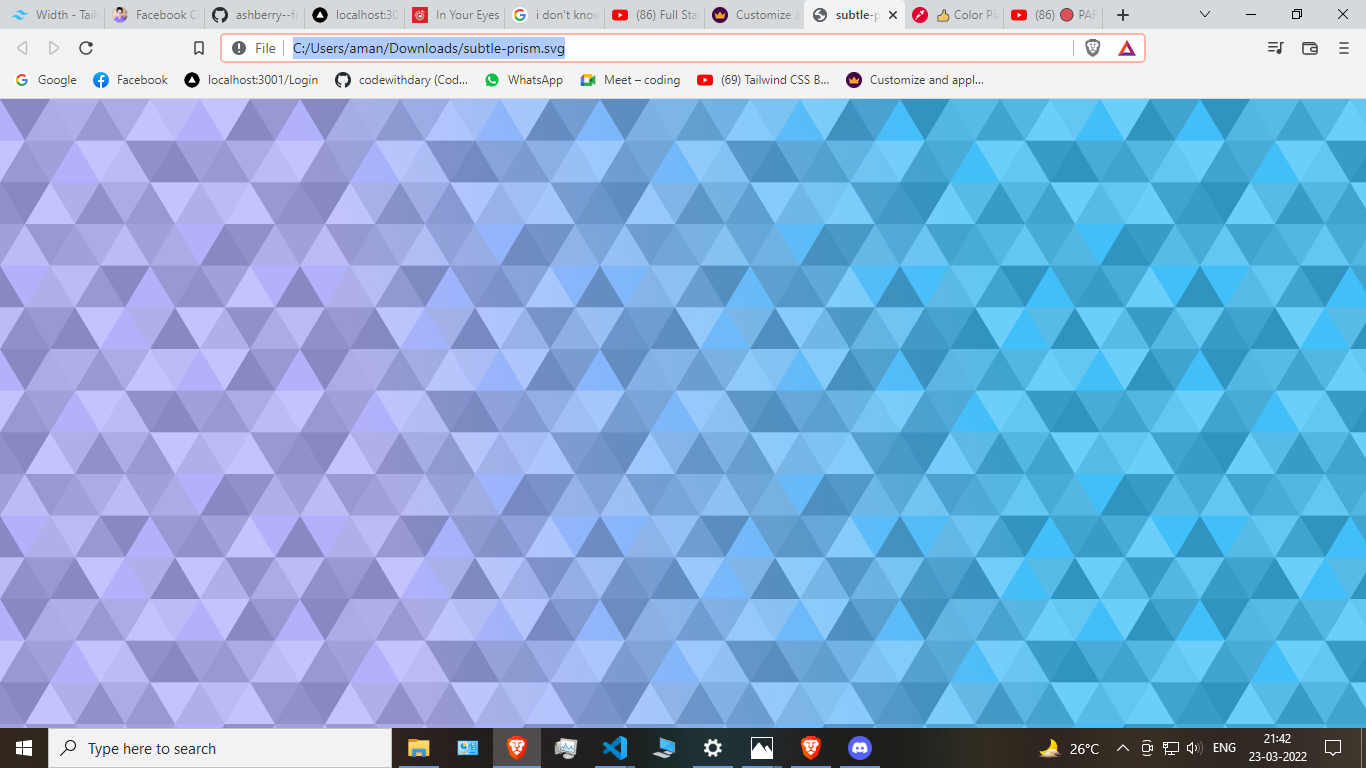 Width - Tail
Facebook C
ashberry--fr
localhost:30
In Your Eyes
i don't know
(86) Full Sta
Customize a
subtle-p
👍 Color Pi
(86) 🔴 PAR
File
C:/Users/aman/Downloads/subtle-prism.svg
Google
Facebook
localhost:3001/Login
codewithdary (Cod...
WhatsApp
Meet – coding
(69) Tailwind CSS B...
Customize and appl...
Type here to search
26°C
ENG
21:42
23-03-2022